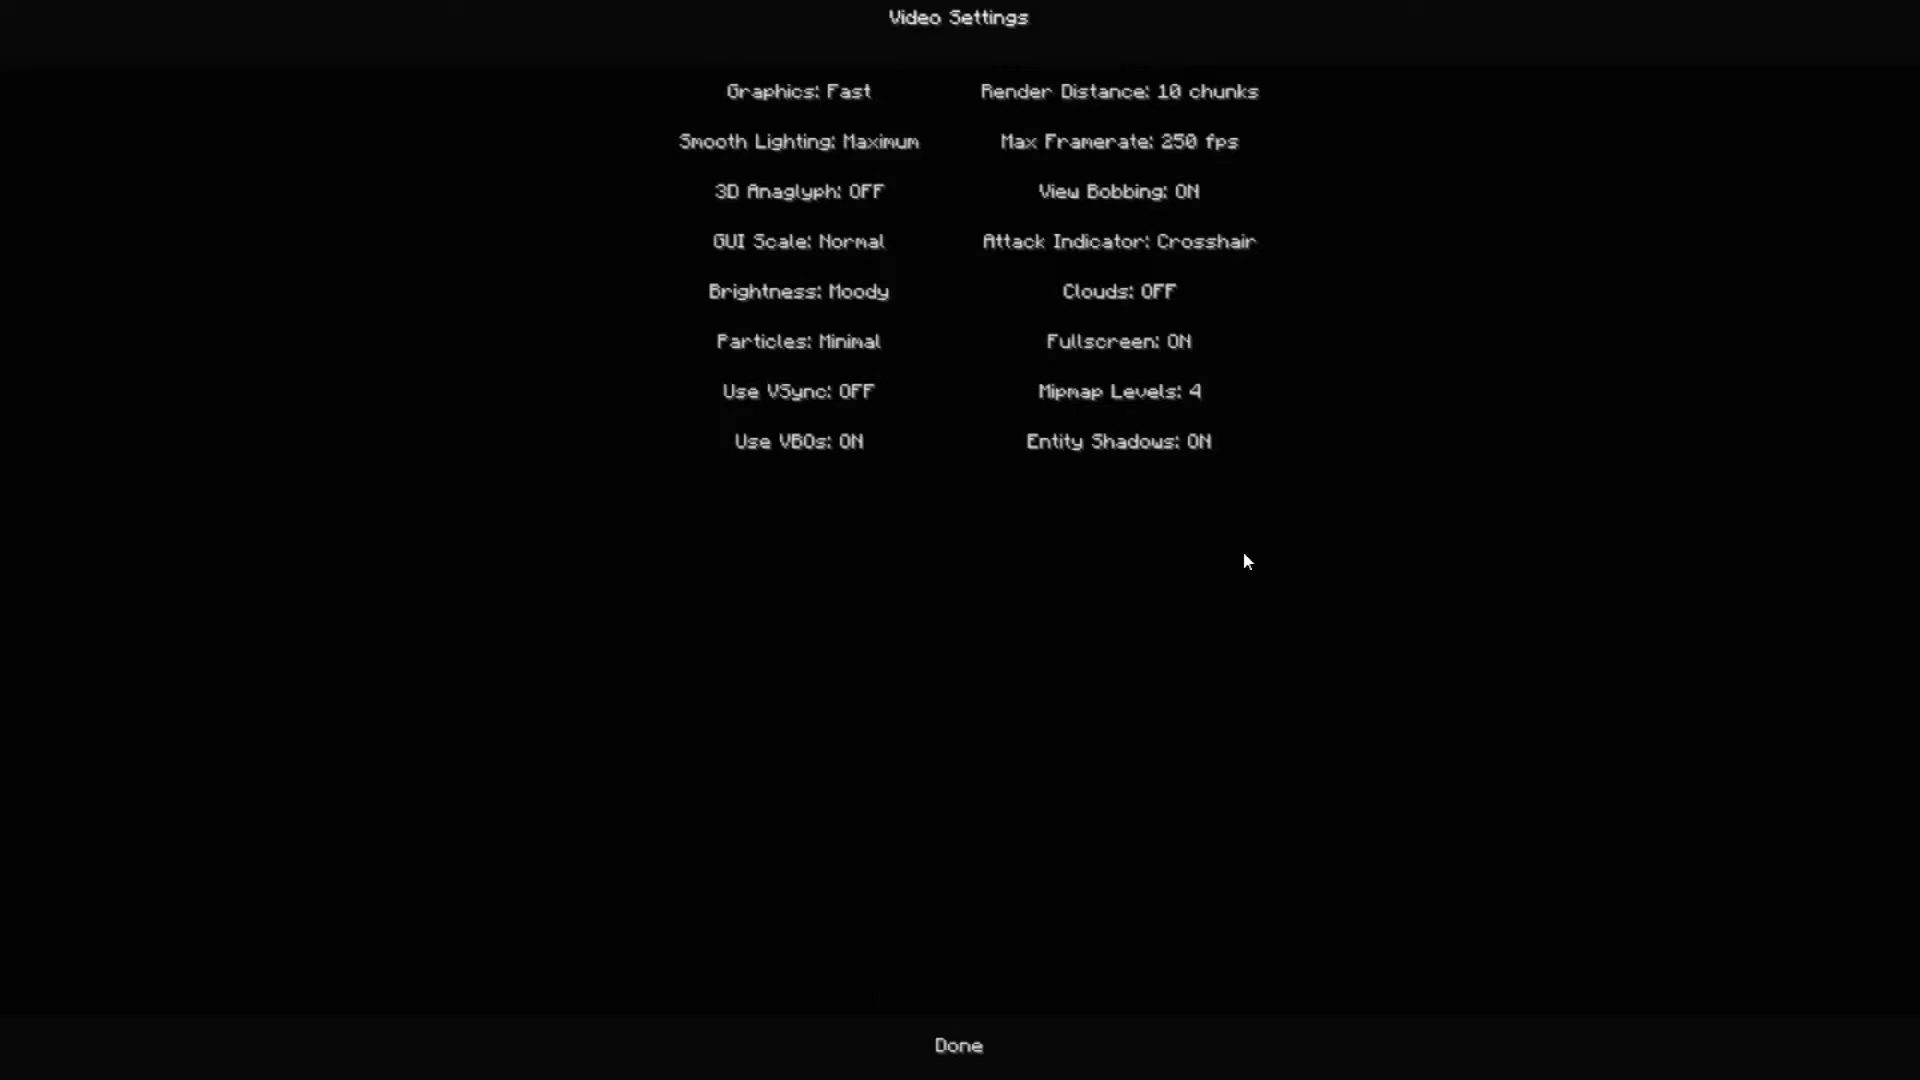 Video Settings
Graphics: Fast
Render Distance: 10 chunks
Smooth Lighting: Maximum
Max Framerate: 250 fps
3D Anaglyph: OFF
View Bobbing: ON
GUI Scale: Normal
Attack Indicator: Crosshair
Brightness: Moody
Clouds: OFF
Particles: Minimal
Fullscreen: ON
Use VSync: OFF
Mipmap Levels: 4
Use VBOs: ON
Entity Shadows: ON
Done